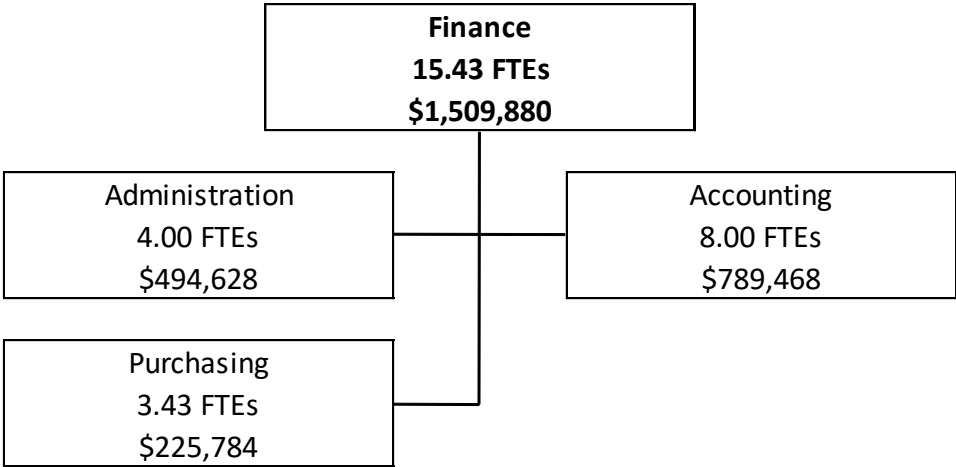 Finance
15.43 FTEs
$1,509,880
Administration
4.00 FTEs
$494,628
Accounting
8.00 FTEs
$789,468
Purchasing
3.43 FTEs
$225,784